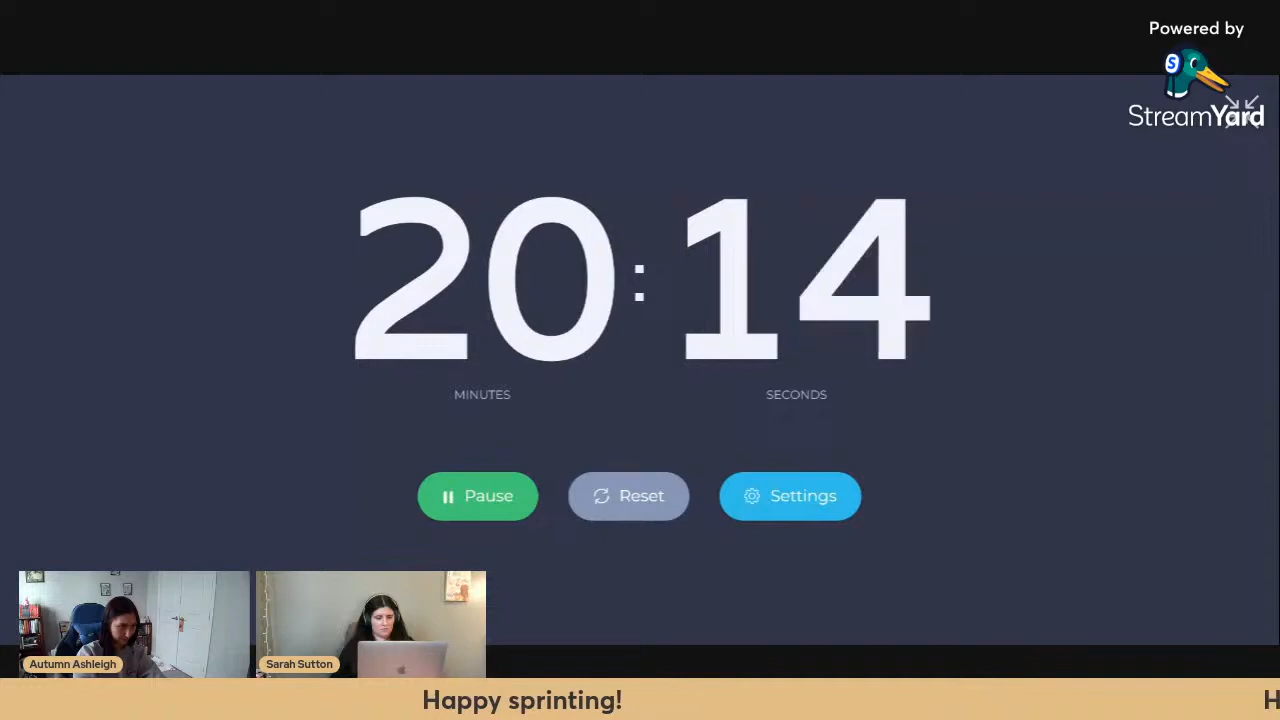 Powered by
S
StreamYard
20:14
MINUTES
SECONDS
Pause
Reset
Settings
Autumn Ashleigh
Sarah Sutton
Happy sprinting!
H